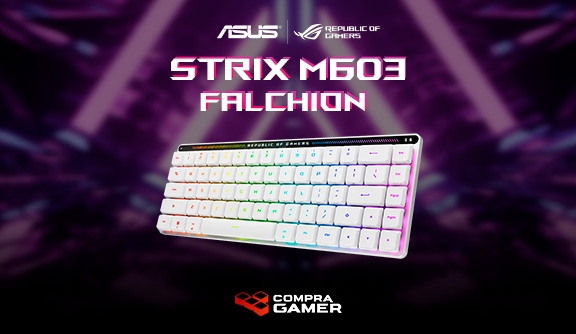 ASUS
REPUBLIC OF
GAMERS
STRIX M603
FALCHION
REPUBLIC OF GAMERS
COMPRA
GAMER